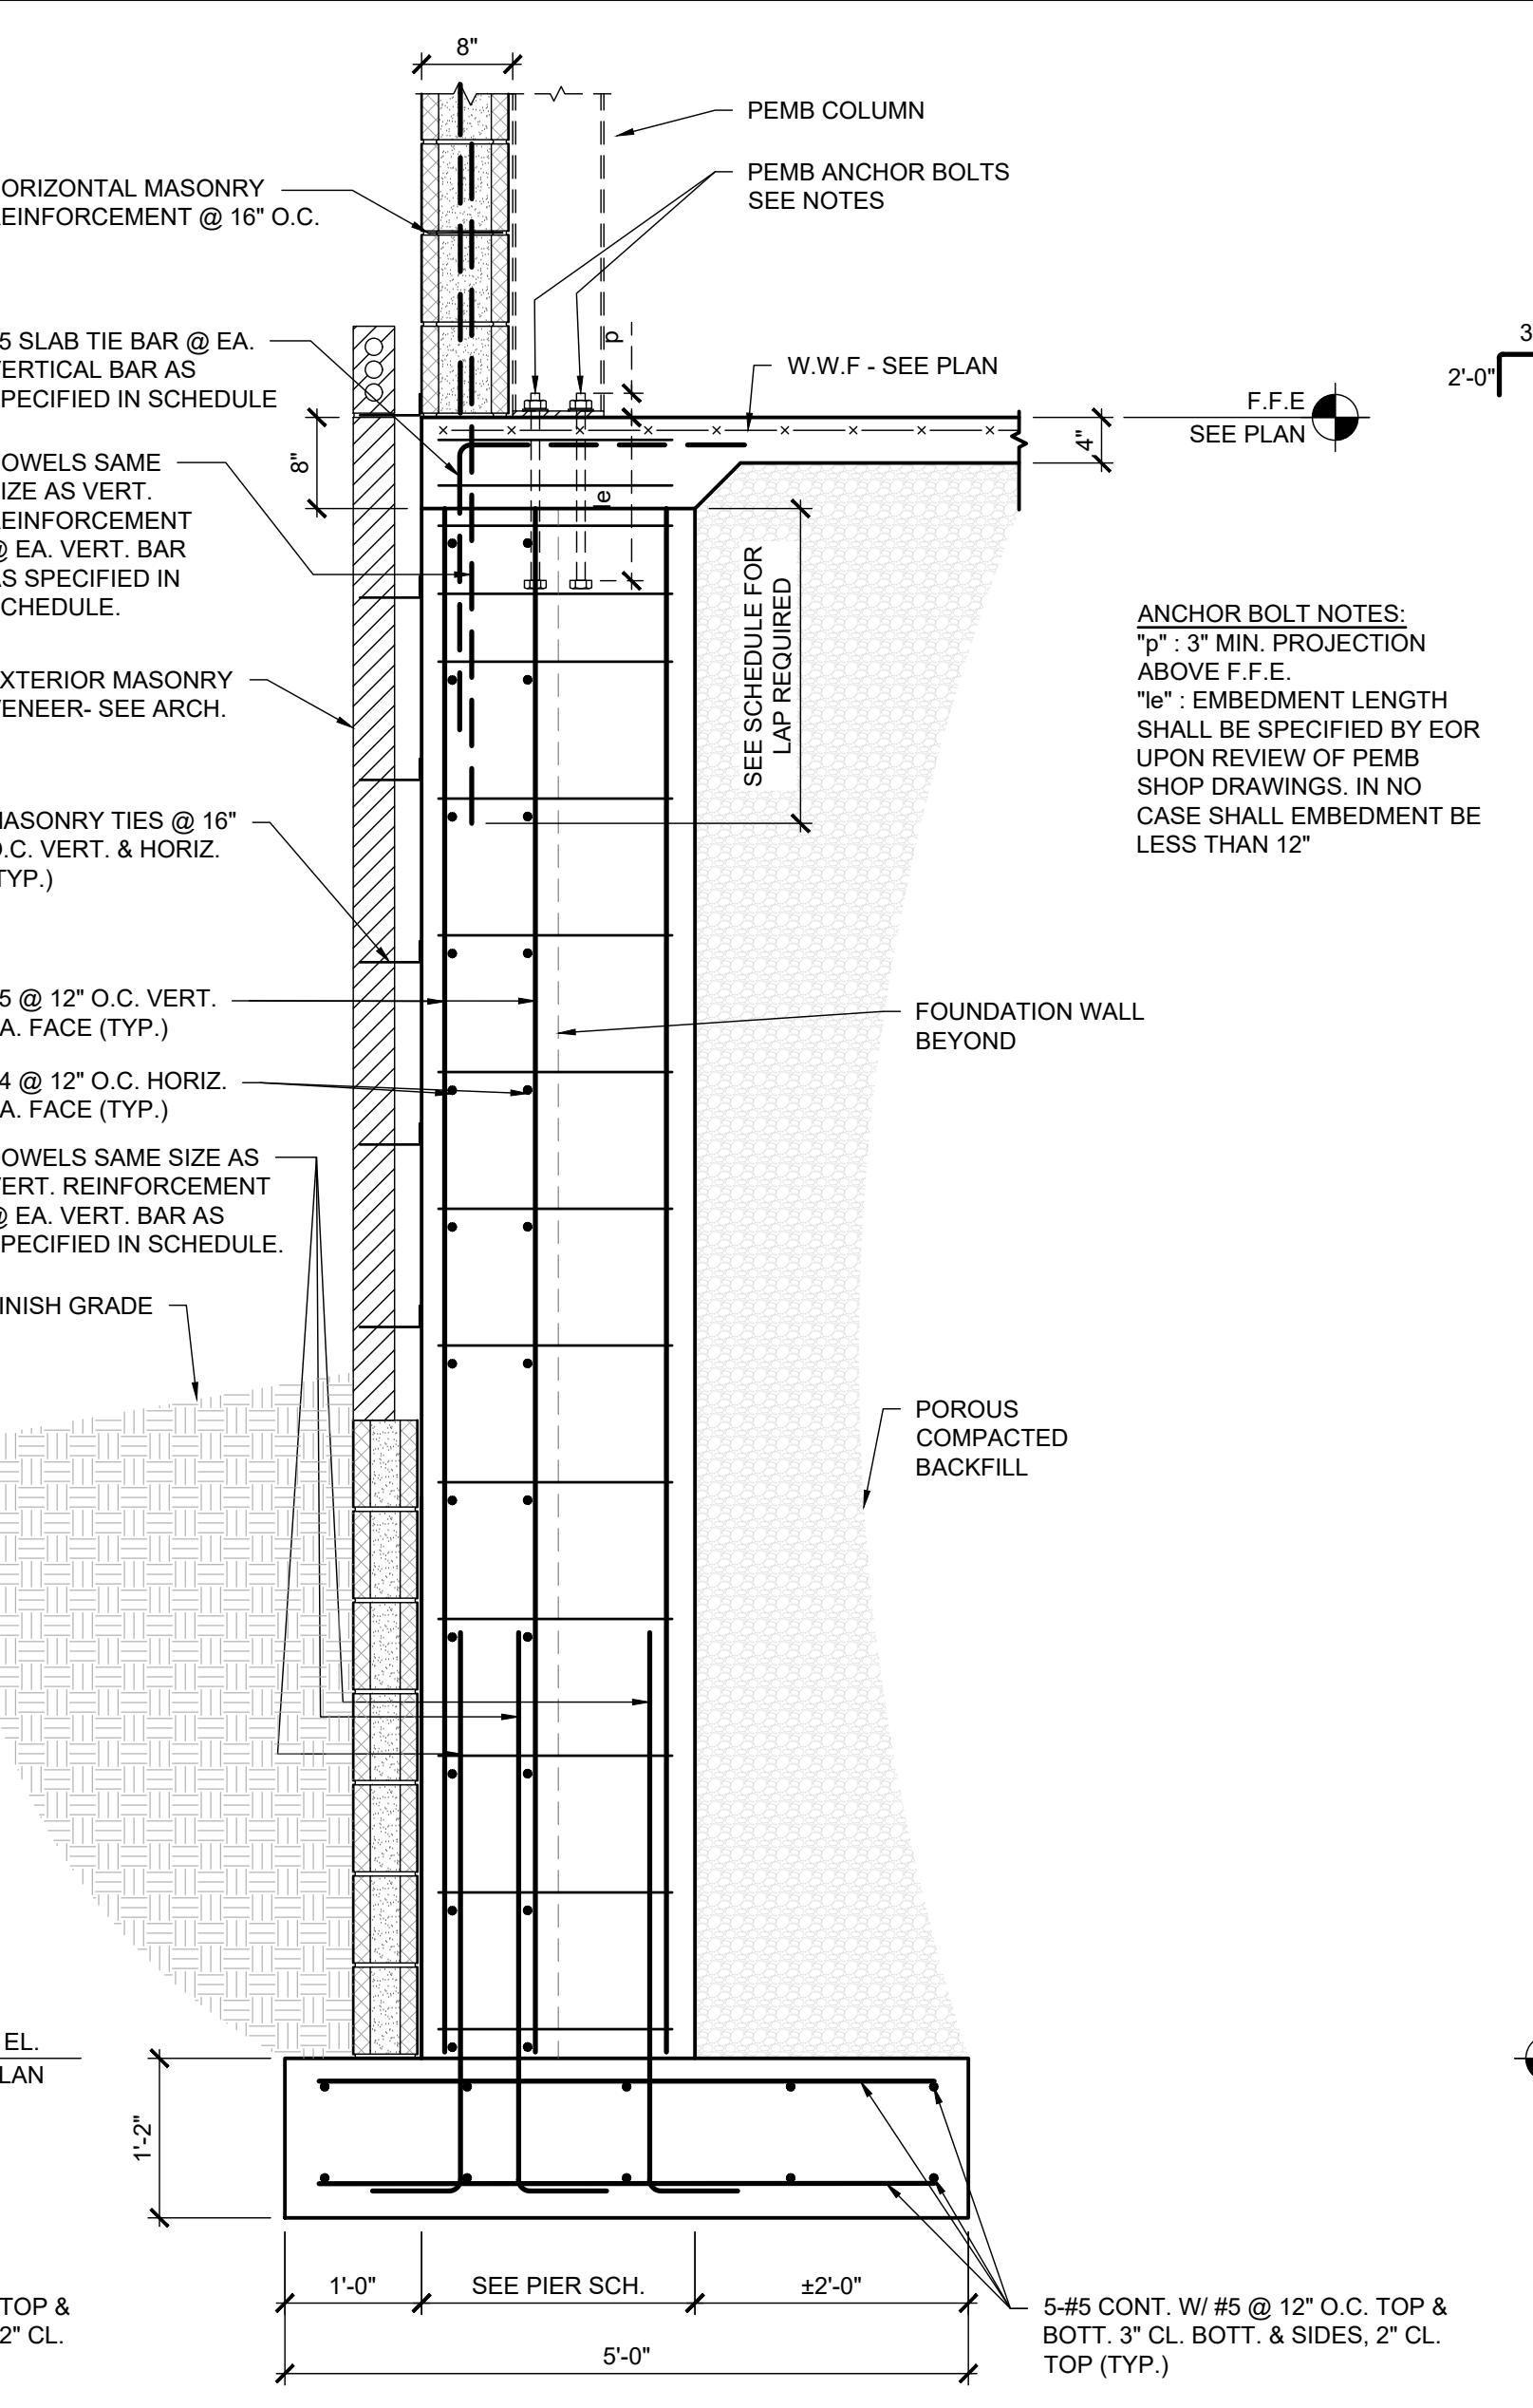 8"
PEMB COLUMN
PEMB ANCHOR BOLTS
SEE NOTES
ORIZONTAL MASONRY
EINFORCEMENT @ 16" O.C.
p
5 SLAB TIE BAR @ EA.
ERTICAL BAR AS
PECIFIED IN SCHEDULE
W.W.F - SEE PLAN
F.F.E
SEE PLAN
3
2'-0"
8"
4"
le
OWELS SAME
IZE AS VERT.
EINFORCEMENT
@ EA. VERT. BAR
AS SPECIFIED IN
CHEDULE.
SEE SCHEDULE FOR
LAP REQUIRED
ANCHOR BOLT NOTES:
"p" : 3" MIN. PROJECTION
ABOVE F.F.E.
"le" : EMBEDMENT LENGTH
SHALL BE SPECIFIED BY EOR
UPON REVIEW OF PEMB
SHOP DRAWINGS. IN NO
CASE SHALL EMBEDMENT BE
LESS THAN 12"
XTERIOR MASONRY
ENEER- SEE ARCH.
MASONRY TIES @ 16"
O.C. VERT. & HORIZ.
TYP.)
5 @ 12" O.C. VERT.
A. FACE (TYP.)
FOUNDATION WALL
BEYOND
4 @ 12" O.C. HORIZ.
A. FACE (TYP.)
OWELS SAME SIZE AS
ERT. REINFORCEMENT
@ EA. VERT. BAR AS
PECIFIED IN SCHEDULE.
INISH GRADE
POROUS
COMPACTED
BACKFILL
EL.
LAN
1'-2"
1'-0"
SEE PIER SCH.
±2'-0"
5'-0"
TOP &
2" CL.
5-#5 CONT. W/ #5 @ 12" O.C. TOP &
BOTT. 3" CL. BOTT. & SIDES, 2" CL.
TOP (TYP.)